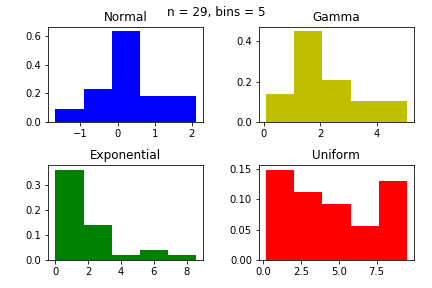 n = 29, bins = 5
Normal
0.6
0.4
0.2
0.0
−1 0 1 2
Gamma
0.4
0.2
0.0
0 2 4
Exponential
0.3
0.2
0.1
0.0
0 2 4 6 8
Uniform
0.15
0.10
0.05
0.00
0.0 2.5 5.0 7.5